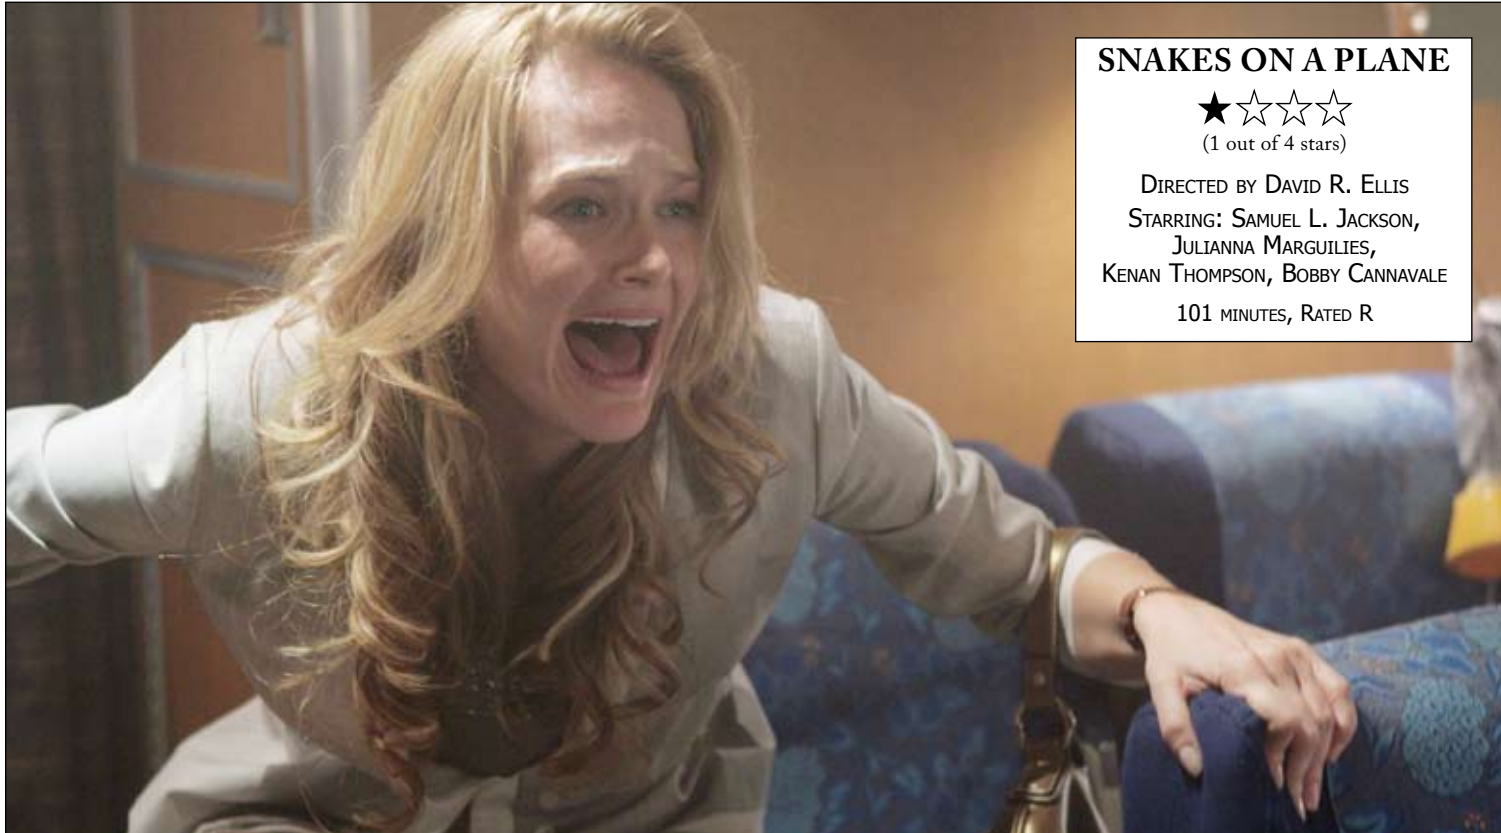 SNAKES ON A PLANE
★☆☆☆
(1 out of 4 stars)
DIRECTED BY DAVID R. ELLIS
STARRING: SAMUEL L. JACKSON,
JULIANNA MARGUILIES,
KENAN THOMPSON, BOBBY CANNAVALE
101 MINUTES, RATED R